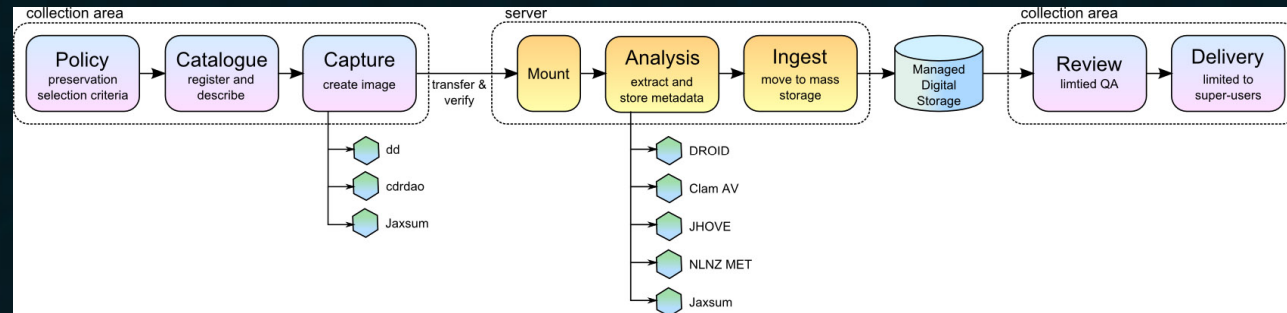 collection area
server
collection area
Policy
preservation
selection criteria
Catalogue
register and
describe
Capture
create image
transfer &
verify
Mount
Analysis
extract and
store metadata
Ingest
move to mass
storage
Managed
Digital
Storage
Review
limtied QA
Delivery
limited to
super-users
dd
cdrdao
Jaxsum
DROID
Clam AV
JHOVE
NLNZ MET
Jaxsum